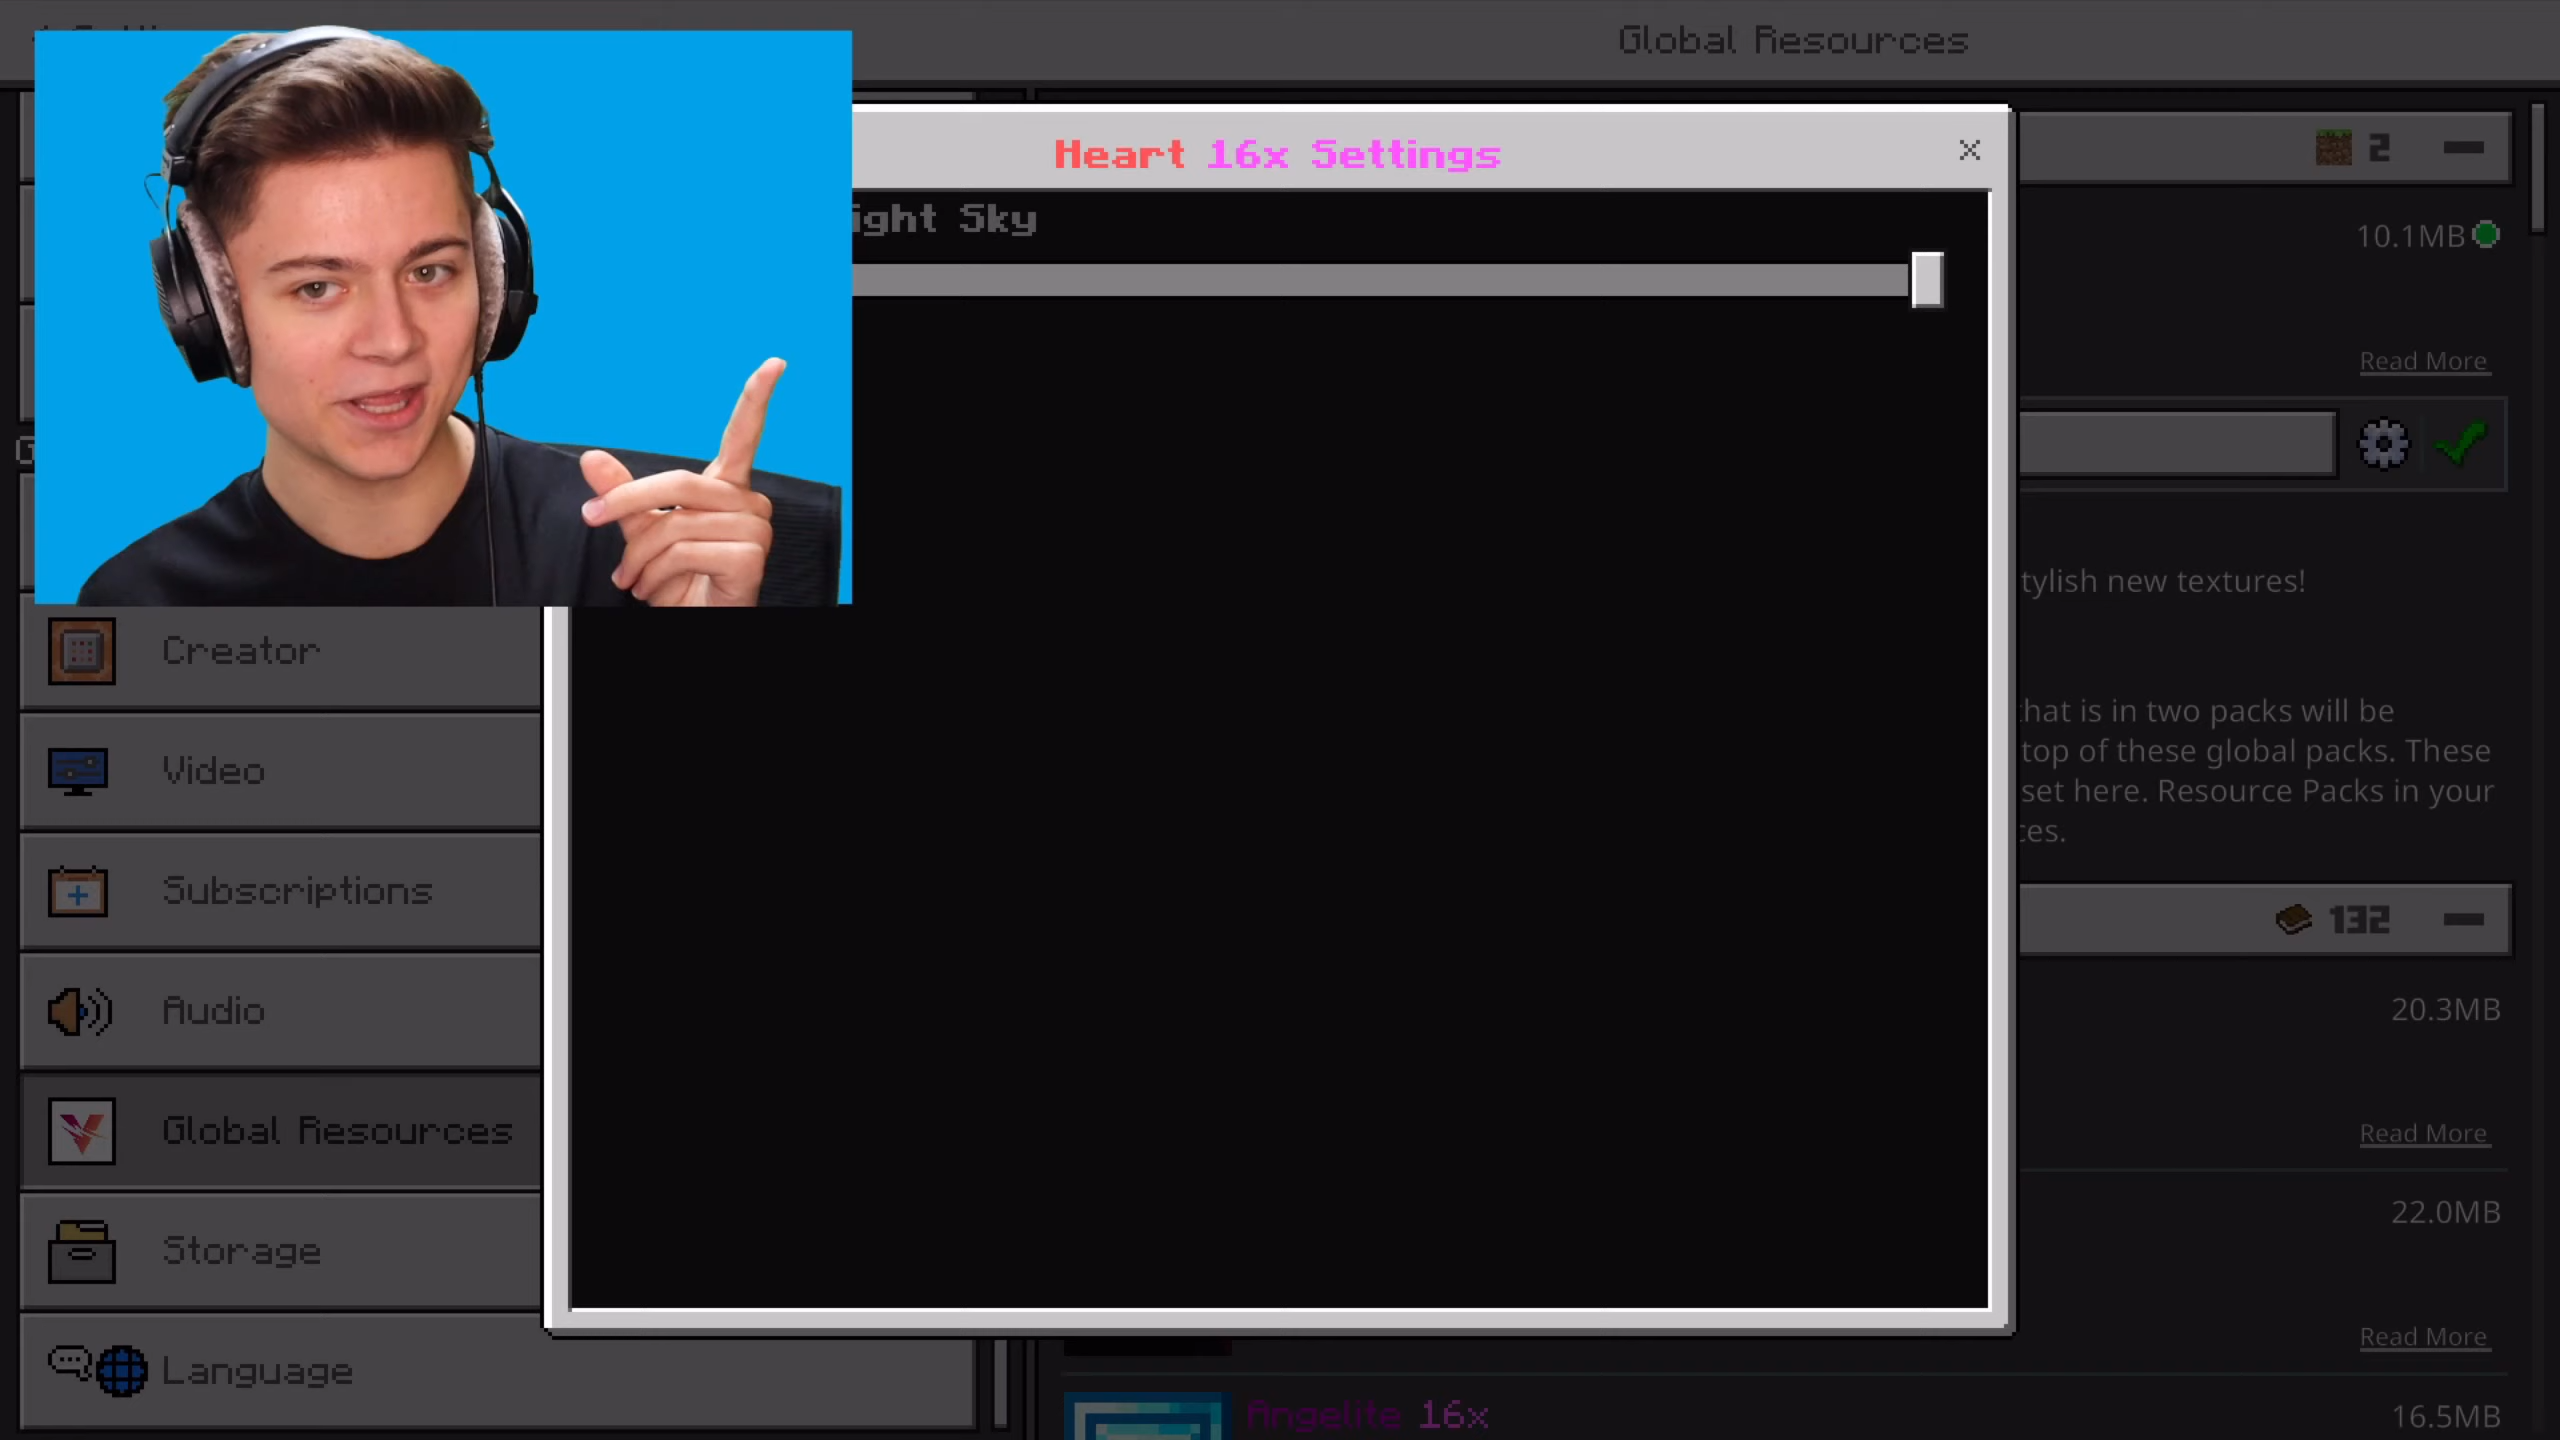 Global Resources
Heart 16x Settings
ight Sky
2
10.1MB
Read More
tylish new textures!
Creator
that is in two packs will be
top of these global packs. These
set here. Resource Packs in your
ces.
Video
Subscriptions
132
Audio
20.3MB
Global Resources
Read More
Storage
22.0MB
Read More
Language
Angelite 16x
16.5MB